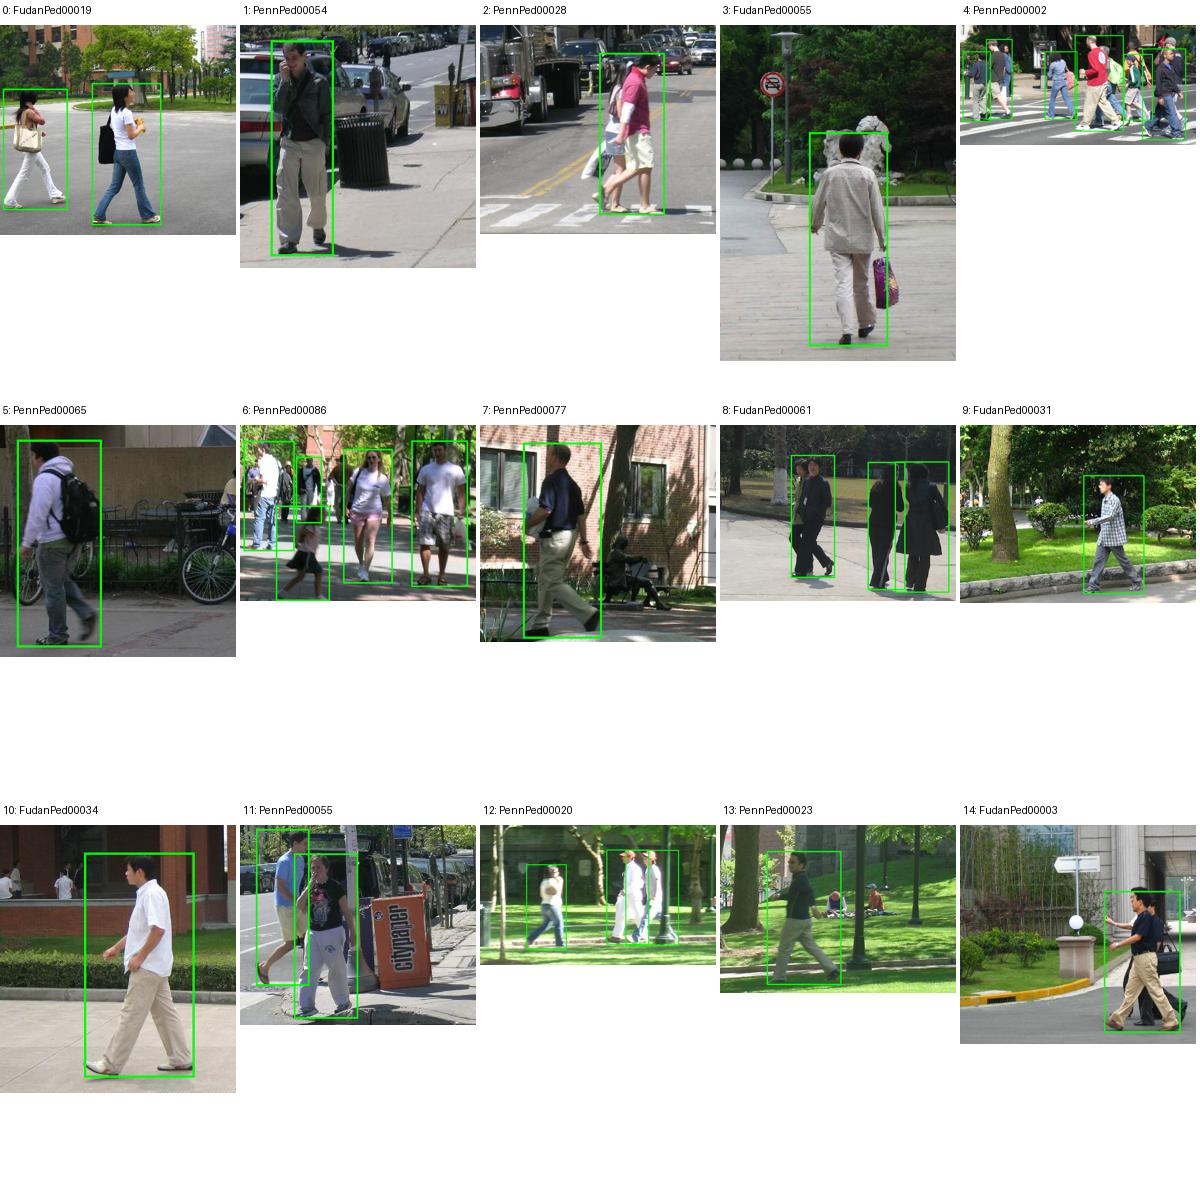 0: FudanPed00019
1: PennPed00054
2: PennPed00028
3: FudanPed00055
4: PennPed00002
5: PennPed00065
6: PennPed00086
7: PennPed00077
8: FudanPed00061
9: FudanPed00031
10: FudanPed00034
11: PennPed00055
12: PennPed00020
13: PennPed00023
14: FudanPed00003
citypaper